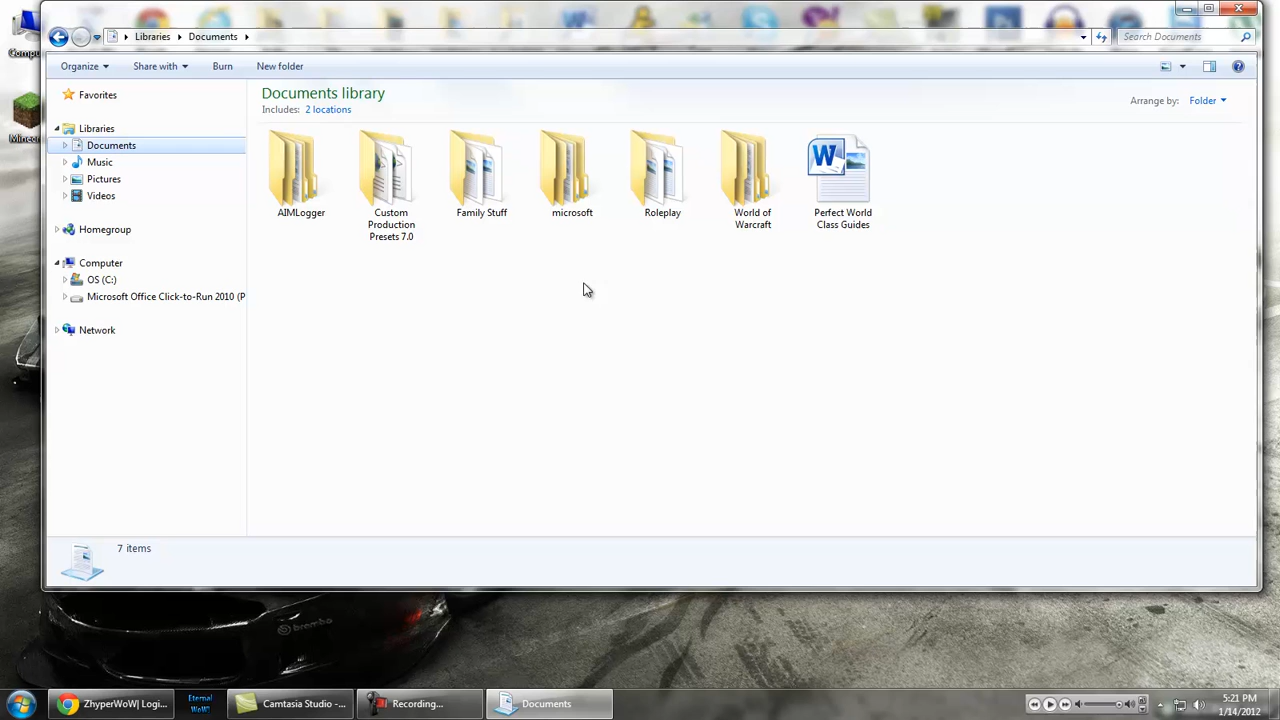 Libraries Documents
Search Documents
Organize Share with Burn New folder
Documents library
Includes: 2 locations
Arrange by: Folder
Favorites
Libraries
Documents
Music
Pictures
Videos
Homegroup
Computer
OS (C:)
Microsoft Office Click-to-Run 2010 (P
Network
AIMLogger
Custom
Production
Presets 7.0
Family Stuff
microsoft
Roleplay
World of
Warcraft
W
Perfect World
Class Guides
7 items
brembo
ZhyperWoW| Logi...
Eternal
WoW!
Camtasia Studio -...
Recording...
Documents
5:21 PM
1/14/2012